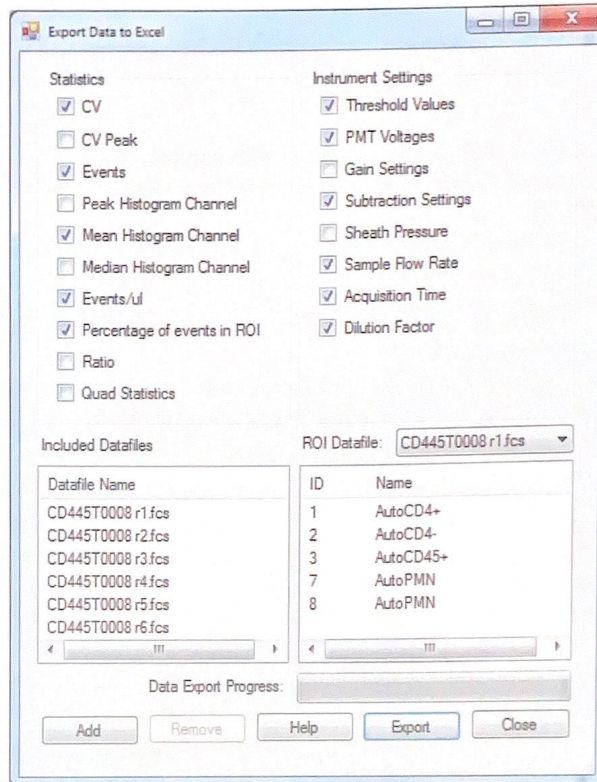 Export Data to Excel
Statistics
CV
CV Peak
Events
Peak Histogram Channel
Mean Histogram Channel
Median Histogram Channel
Events/ul
Percentage of events in ROI
Ratio
Quad Statistics
Instrument Settings
Threshold Values
PMT Voltages
Gain Settings
Subtraction Settings
Sheath Pressure
Sample Flow Rate
Acquisition Time
Dilution Factor
Included Datafiles
Datafile Name
CD445T0008 r1.fcs
CD445T0008 r2.fcs
CD445T0008 r3.fcs
CD445T0008 r4.fcs
CD445T0008 r5.fcs
CD445T0008 r6.fcs
ROI Datafile: CD445T0008 r1.fcs
ID Name
1 AutoCD4+
2 AutoCD4-
3 AutoCD45+
7 AutoPMN
8 AutoPMN
Data Export Progress:
Add Remove Help Export Close